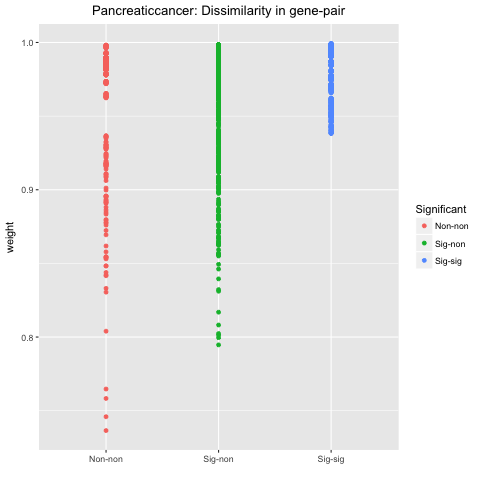 Pancreaticcancer: Dissimilarity in gene-pair
1.0
0.9
0.8
weight
Non-non
Sig-non
Sig-sig
Significant
Non-non
Sig-non
Sig-sig